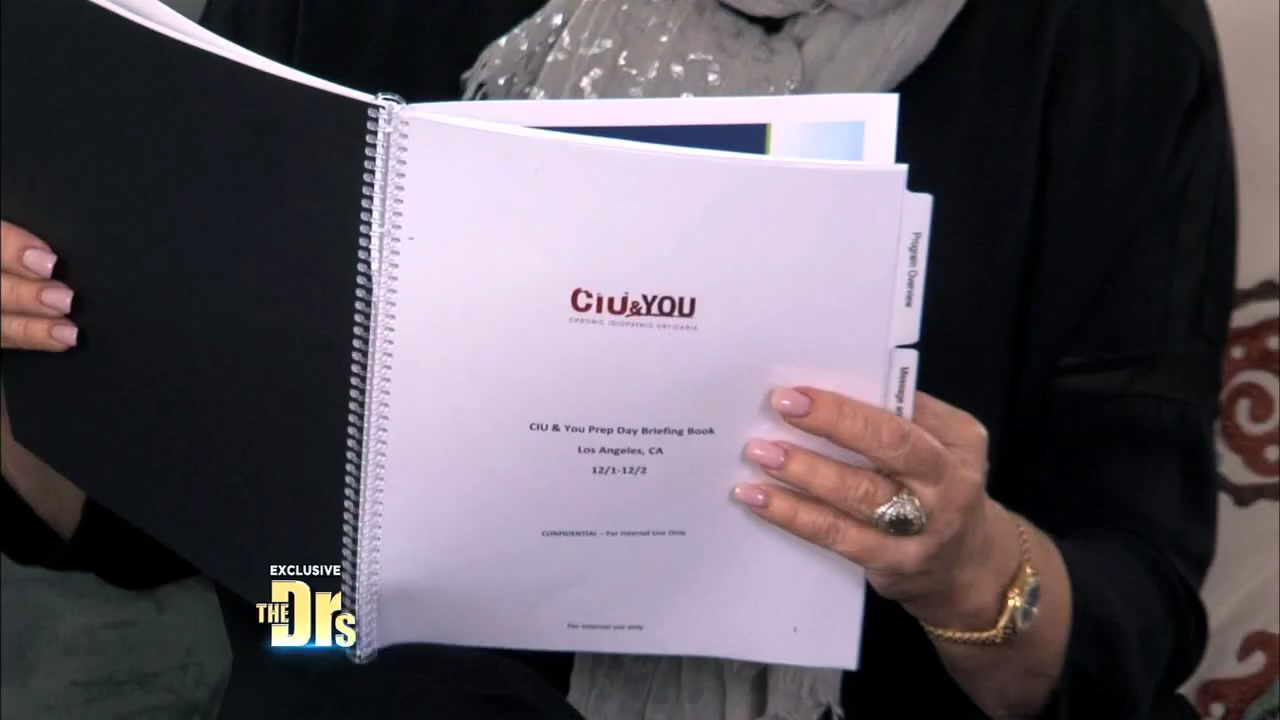 CIU&YOU
CHRONIC IDIOPATHIC URTICARIA
CIU & You Prep Day Briefing Book
Los Angeles, CA
12/1-12/2
CONFIDENTIAL – For Internal Use Only
For internal use only
Program Overview
Message
EXCLUSIVE
THE Drs